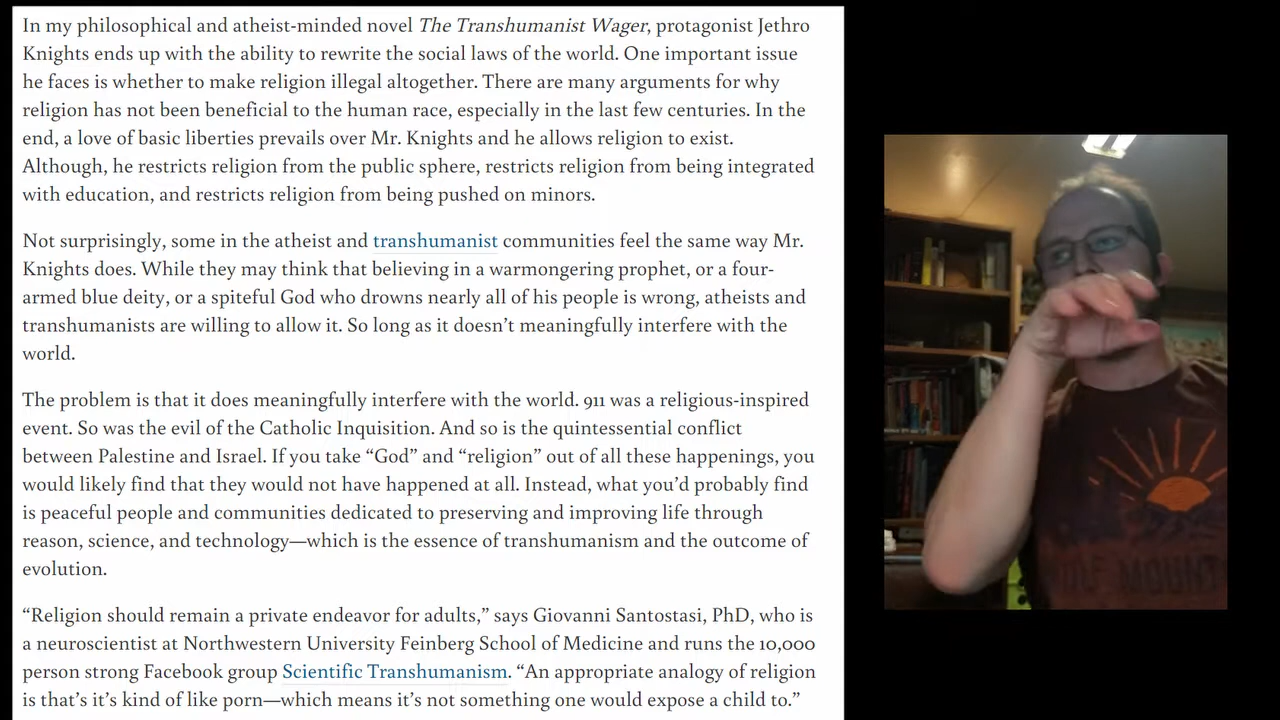 In my philosophical and atheist-minded novel The Transhumanist Wager, protagonist Jethro
Knights ends up with the ability to rewrite the social laws of the world. One important issue
he faces is whether to make religion illegal altogether. There are many arguments for why
religion has not been beneficial to the human race, especially in the last few centuries. In the
end, a love of basic liberties prevails over Mr. Knights and he allows religion to exist.
Although, he restricts religion from the public sphere, restricts religion from being integrated
with education, and restricts religion from being pushed on minors.
Not surprisingly, some in the atheist and transhumanist communities feel the same way Mr.
Knights does. While they may think that believing in a warmongering prophet, or a four-
armed blue deity, or a spiteful God who drowns nearly all of his people is wrong, atheists and
transhumanists are willing to allow it. So long as it doesn’t meaningfully interfere with the
world.
The problem is that it does meaningfully interfere with the world. 911 was a religious-inspired
event. So was the evil of the Catholic Inquisition. And so is the quintessential conflict
between Palestine and Israel. If you take “God” and “religion” out of all these happenings, you
would likely find that they would not have happened at all. Instead, what you’d probably find
is peaceful people and communities dedicated to preserving and improving life through
reason, science, and technology—which is the essence of transhumanism and the outcome of
evolution.
“Religion should remain a private endeavor for adults,” says Giovanni Santostasi, PhD, who is
a neuroscientist at Northwestern University Feinberg School of Medicine and runs the 10,000
person strong Facebook group Scientific Transhumanism. “An appropriate analogy of religion
is that’s it’s kind of like porn—which means it’s not something one would expose a child to.”